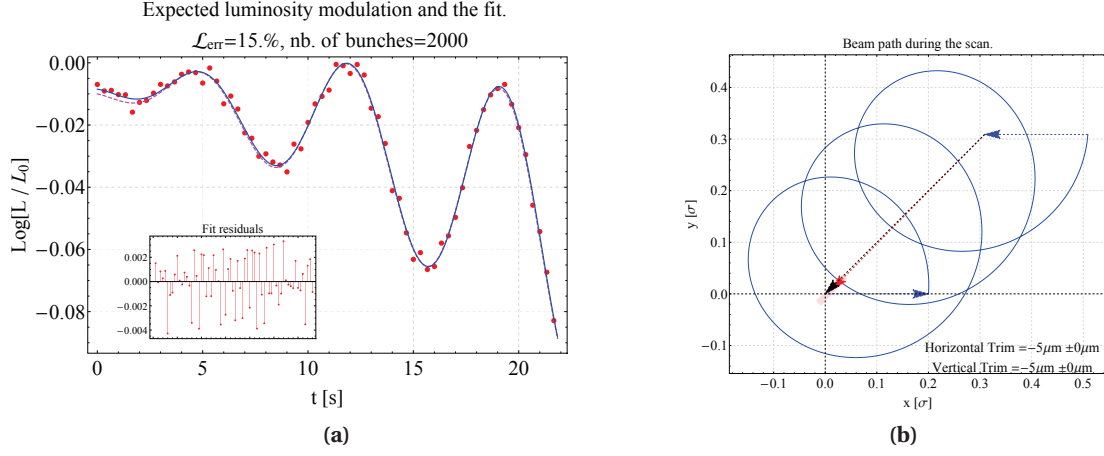 Expected luminosity modulation and the fit.
ℒerr=15.%, nb. of bunches=2000
0.00
−0.02
−0.04
−0.06
−0.08
Log[L / L0]
Fit residuals
0.002
0.000
−0.002
−0.004
0 5 10 15 20
t [s]
(a)
Beam path during the scan.
0.4
0.3
0.2
0.1
0.0
−0.1
y [σ]
Horizontal Trim =−5μm ±0μm
Vertical Trim =−5μm ±0μm
−0.1 0.0 0.1 0.2 0.3 0.4 0.5
x [σ]
(b)